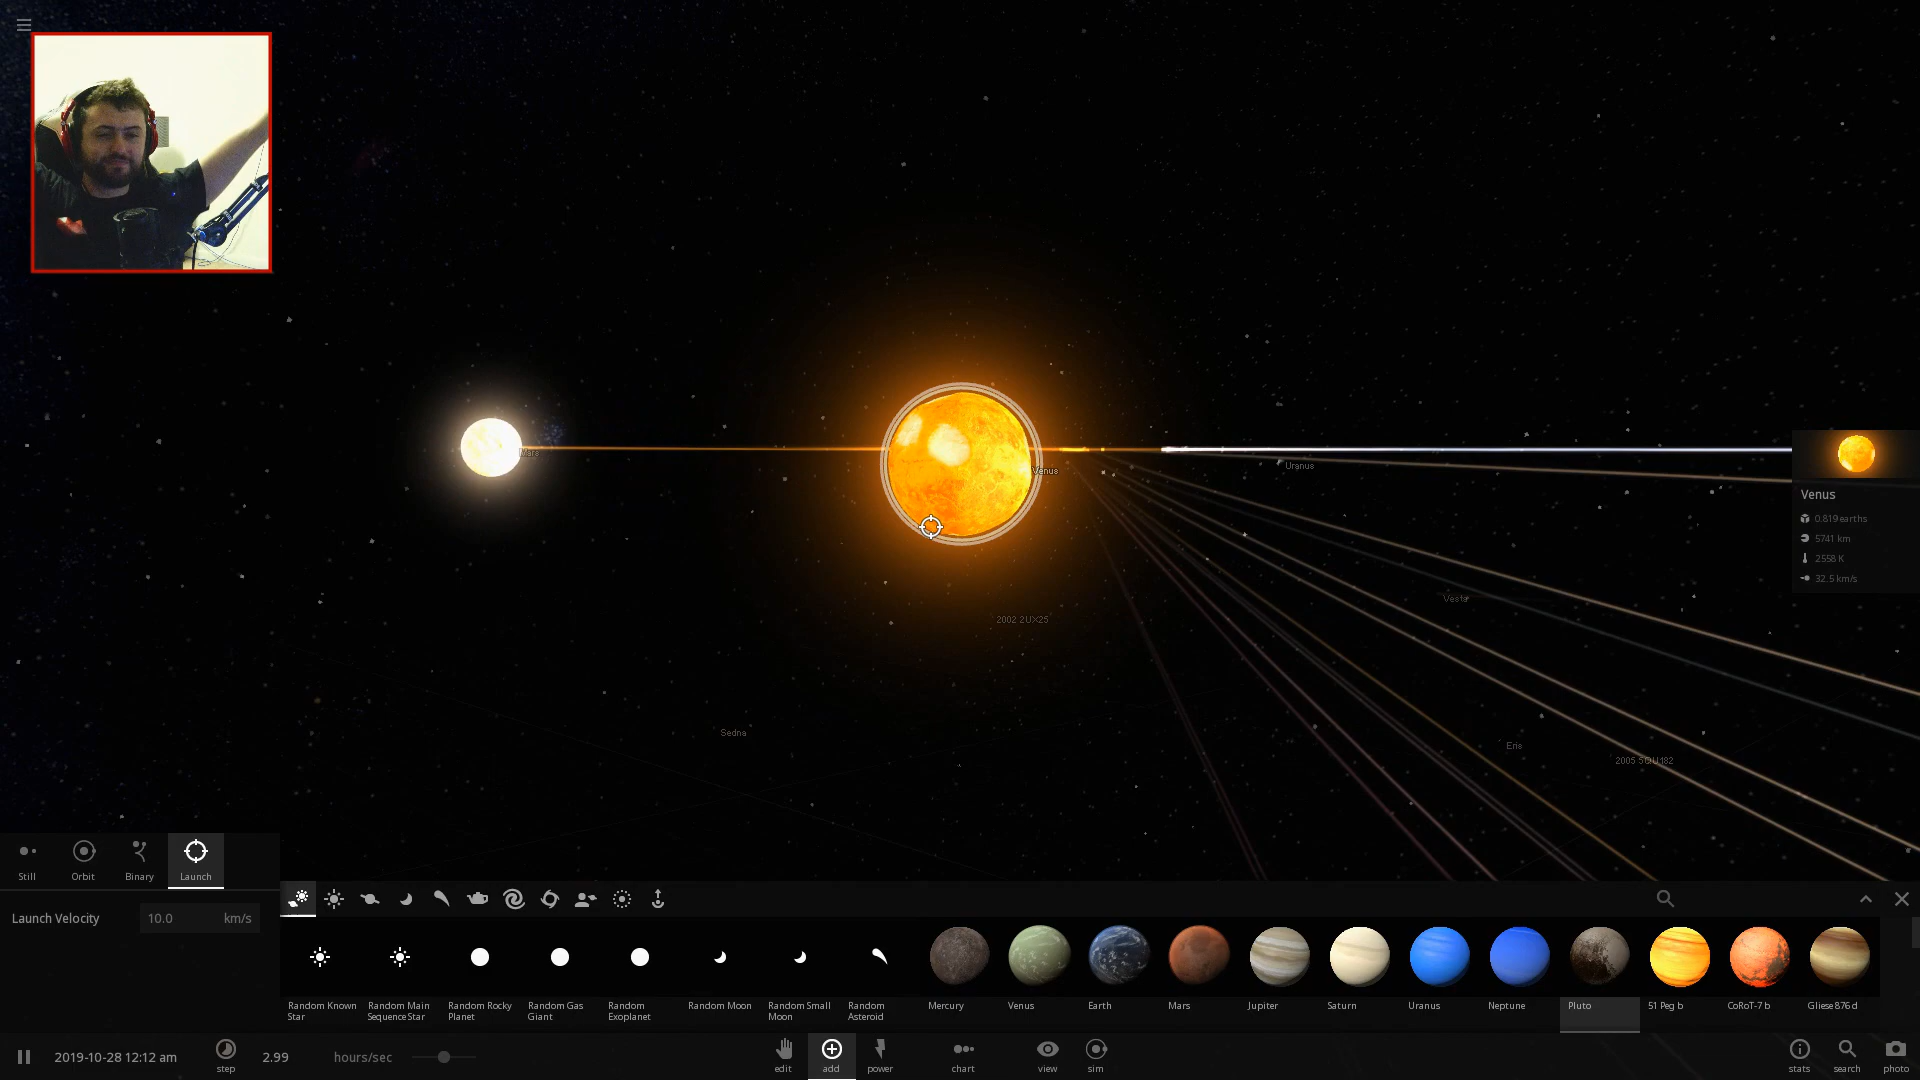 Mars
Venus
Uranus
Venus
0.819 earths
5741 km
2558 K
32.5 km/s
Vesta
2002 2UX25
Sedna
Eris
2005 5QU182
Still
Orbit
Binary
Launch
Launch Velocity
10.0 km/s
Random Known Star
Random Main Sequence Star
Random Rocky Planet
Random Gas Giant
Random Exoplanet
Random Moon
Random Small Moon
Random Asteroid
Mercury
Venus
Earth
Mars
Jupiter
Saturn
Uranus
Neptune
Pluto
51 Peg b
CoRoT-7 b
Gliese 876 d
2019-10-28 12:12 am
step
2.99 hours/sec
edit
add
power
chart
view
sim
stats
search
photo